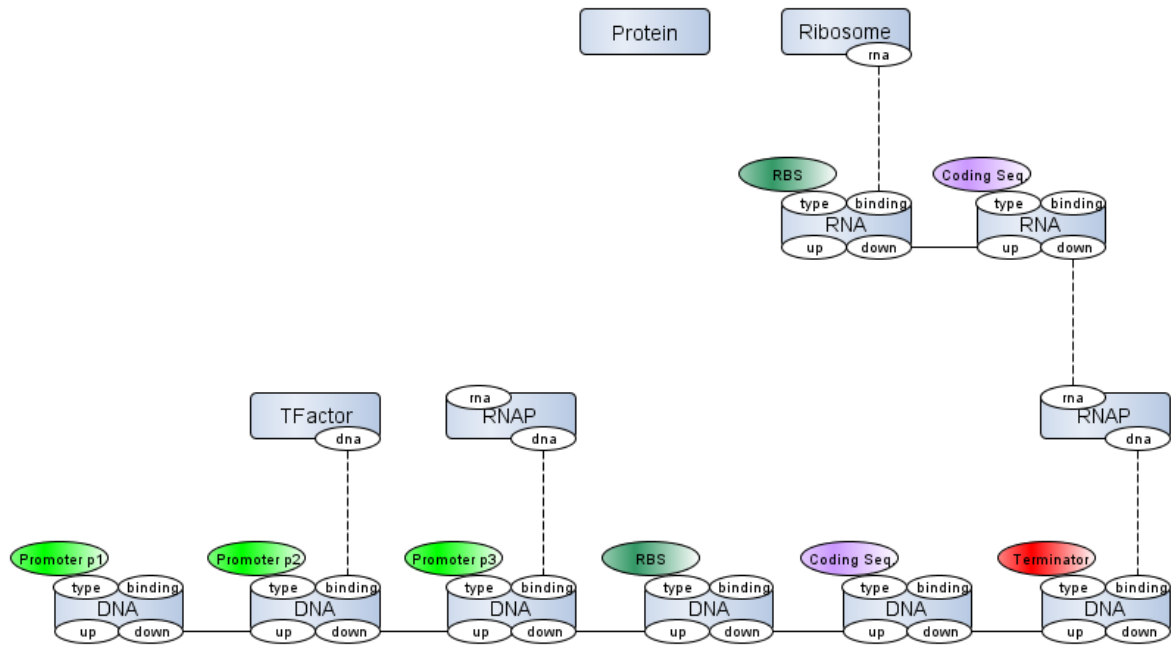 Protein
Ribosome
rna
RBS
Coding Seq.
type binding type binding
RNA RNA
up down up down
rna rna
TFactor RNAP RNAP
dna dna dna
Promoter p1 Promoter p2 Promoter p3 RBS Coding Seq. Terminator
type binding type binding type binding type binding type binding type binding
DNA DNA DNA DNA DNA DNA
up down up down up down up down up down up down